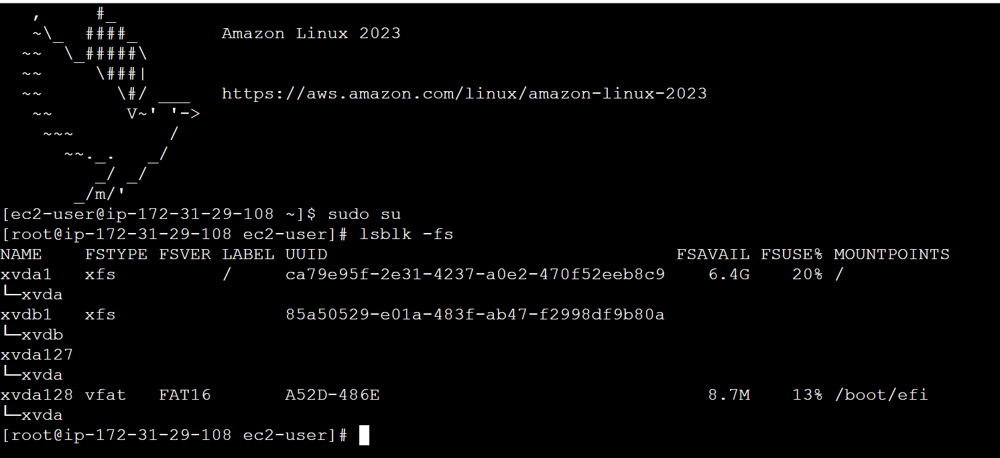 ,     #_
   ~\_  ####_        Amazon Linux 2023
  ~~  \_#####\
  ~~     \###|
  ~~       \#/ ___   https://aws.amazon.com/linux/amazon-linux-2023
   ~~       V~' '->
    ~~~         /
      ~~._.   _/
         _/ _/
       _/m/'
[ec2-user@ip-172-31-29-108 ~]$ sudo su
[root@ip-172-31-29-108 ec2-user]# lsblk -fs
NAME    FSTYPE FSVER LABEL UUID                                 FSAVAIL FSUSE% MOUNTPOINTS
xvda1   xfs          /     ca79e95f-2e31-4237-a0e2-470f52eeb8c9    6.4G    20% /
└─xvda
xvdb1   xfs                85a50529-e01a-483f-ab47-f2998df9b80a
└─xvdb
xvda127
└─xvda
xvda128 vfat   FAT16       A52D-486E                               8.7M    13% /boot/efi
└─xvda
[root@ip-172-31-29-108 ec2-user]#